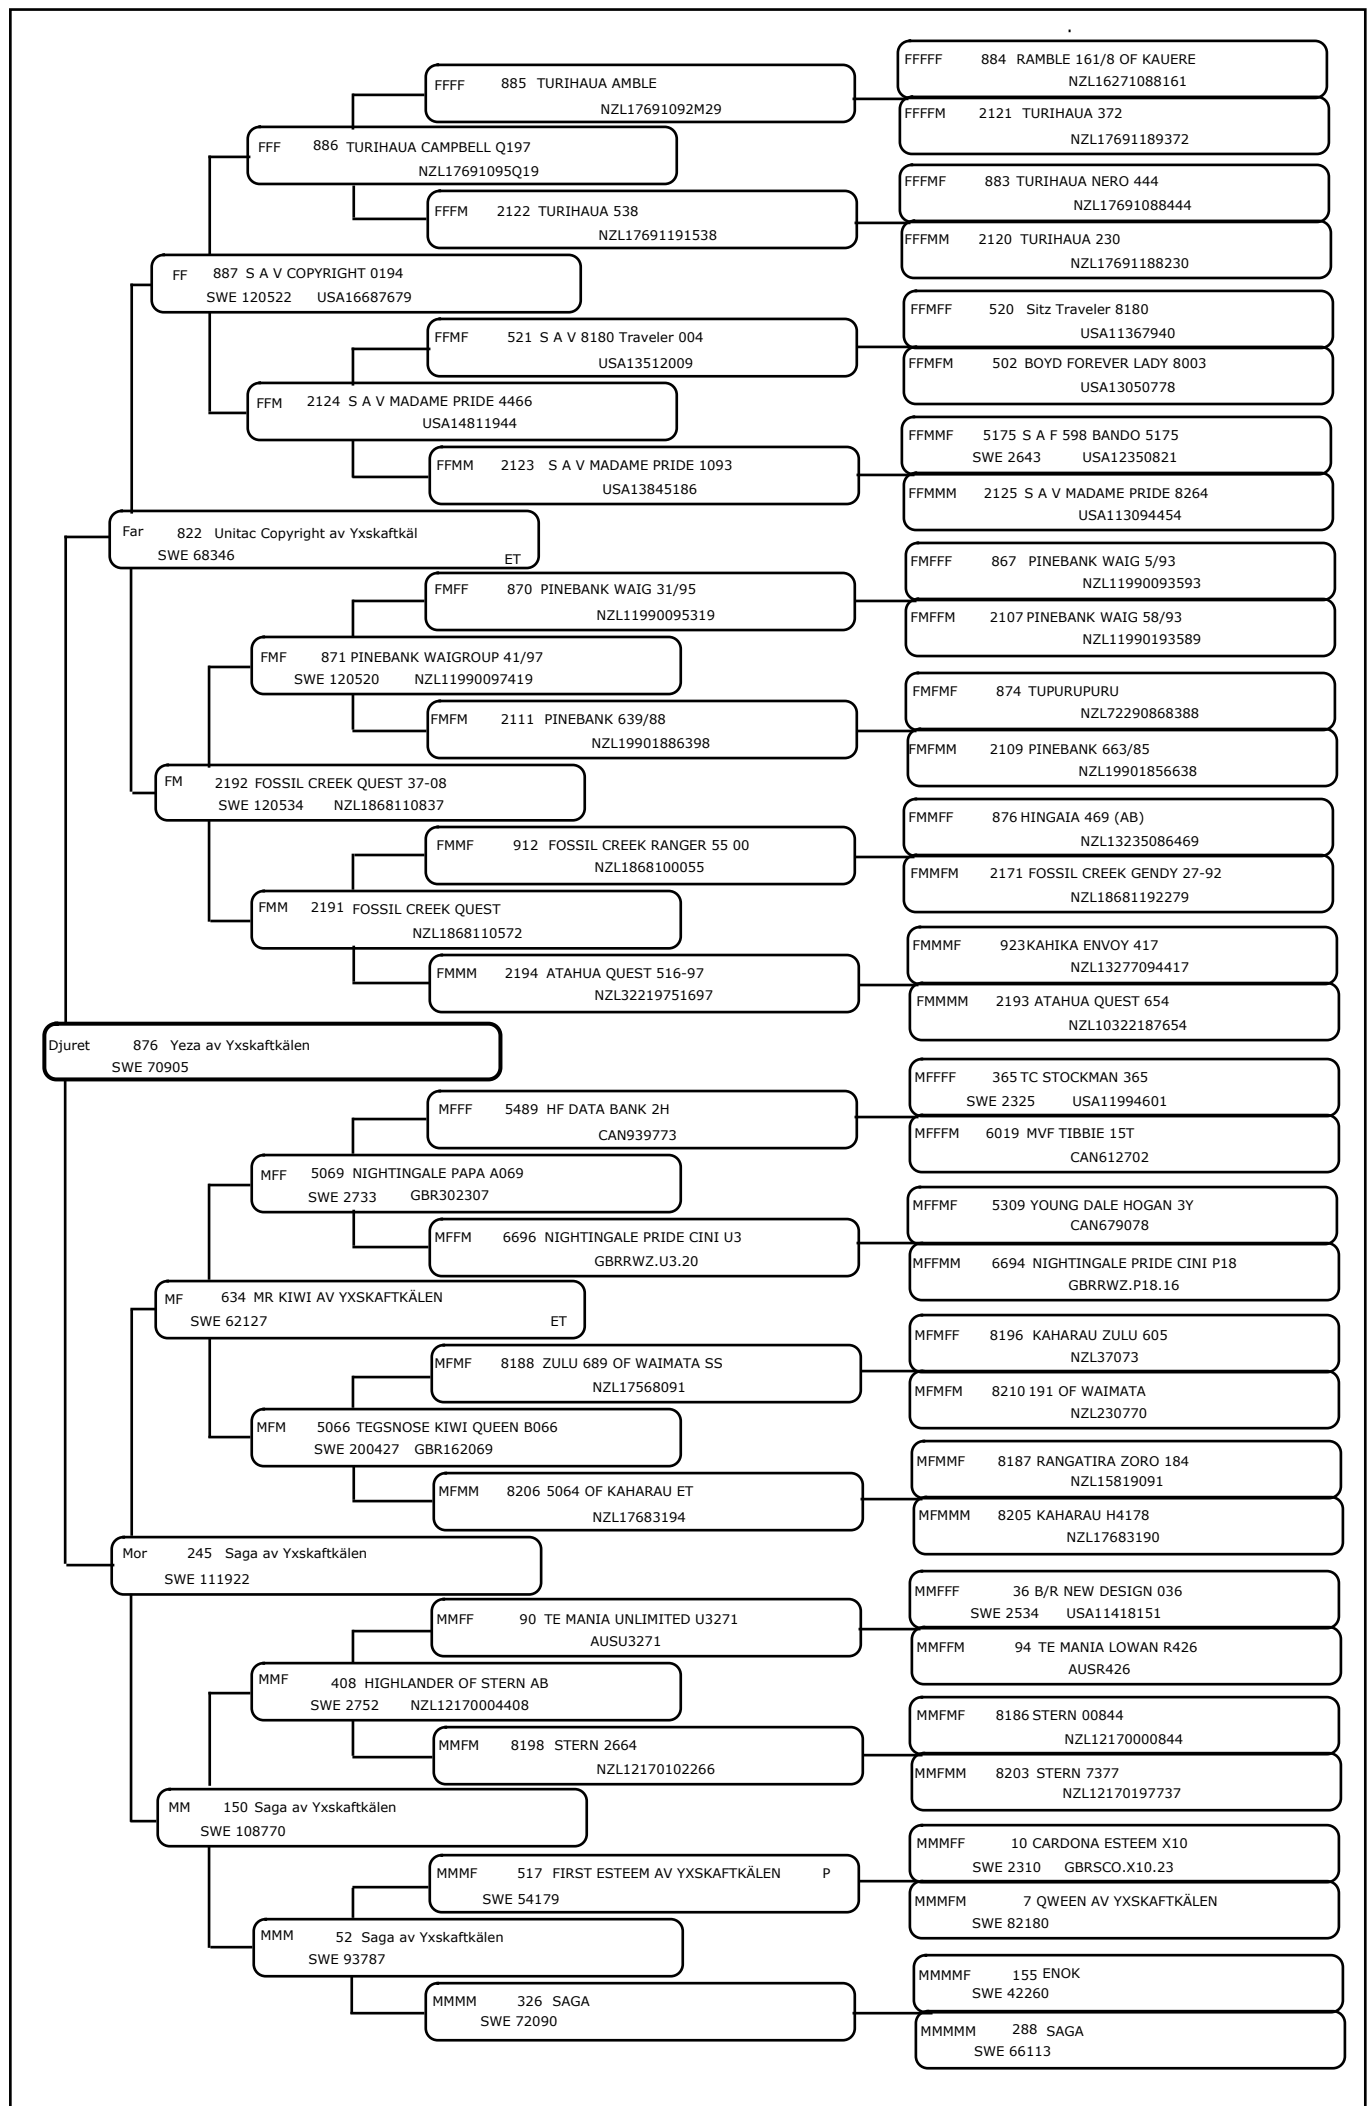 FFFFF 884 RAMBLE 161/8 OF KAUERE
NZL16271088161
FFFF 885 TURIHAUA AMBLE
NZL17691092M29
FFFFM 2121 TURIHAUA 372
NZL17691189372
FFF 886 TURIHAUA CAMPBELL Q197
NZL17691095Q19
FFFMF 883 TURIHAUA NERO 444
NZL17691088444
FFFM 2122 TURIHAUA 538
NZL17691191538
FFFMM 2120 TURIHAUA 230
NZL17691188230
FF 887 S A V COPYRIGHT 0194
SWE 120522 USA16687679
FFMFF 520 Sitz Traveler 8180
USA11367940
FFMF 521 S A V 8180 Traveler 004
USA13512009
FFMFM 502 BOYD FOREVER LADY 8003
USA13050778
FFM 2124 S A V MADAME PRIDE 4466
USA14811944
FFMMF 5175 S A F 598 BANDO 5175
SWE 2643 USA12350821
FFMM 2123 S A V MADAME PRIDE 1093
USA13845186
FFMMM 2125 S A V MADAME PRIDE 8264
USA113094454
Far 822 Unitac Copyright av Yxskaftkäl
SWE 68346 ET
FMFFF 867 PINEBANK WAIG 5/93
NZL11990093593
FMFF 870 PINEBANK WAIG 31/95
NZL11990095319
FMFFM 2107 PINEBANK WAIG 58/93
NZL11990193589
FMF 871 PINEBANK WAIGROUP 41/97
SWE 120520 NZL11990097419
FMFMF 874 TUPURUPURU
NZL72290868388
FMFM 2111 PINEBANK 639/88
NZL19901886398
FMFMM 2109 PINEBANK 663/85
NZL19901856638
FM 2192 FOSSIL CREEK QUEST 37-08
SWE 120534 NZL1868110837
FMMFF 876 HINGAIA 469 (AB)
NZL13235086469
FMMF 912 FOSSIL CREEK RANGER 55 00
NZL1868100055
FMMFM 2171 FOSSIL CREEK GENDY 27-92
NZL18681192279
FMM 2191 FOSSIL CREEK QUEST
NZL1868110572
FMMMF 923 KAHIKA ENVOY 417
NZL13277094417
FMMM 2194 ATAHUA QUEST 516-97
NZL32219751697
FMMMM 2193 ATAHUA QUEST 654
NZL10322187654
Djuret 876 Yeza av Yxskaftkälen
SWE 70905
MFFFF 365 TC STOCKMAN 365
SWE 2325 USA11994601
MFFF 5489 HF DATA BANK 2H
CAN939773
MFFFM 6019 MVF TIBBIE 15T
CAN612702
MFF 5069 NIGHTINGALE PAPA A069
SWE 2733 GBR302307
MFFMF 5309 YOUNG DALE HOGAN 3Y
CAN679078
MFFM 6696 NIGHTINGALE PRIDE CINI U3
GBRRWZ.U3.20
MFFMM 6694 NIGHTINGALE PRIDE CINI P18
GBRRWZ.P18.16
MF 634 MR KIWI AV YXSKAFTKÄLEN
SWE 62127 ET
MFMFF 8196 KAHARAU ZULU 605
NZL37073
MFMF 8188 ZULU 689 OF WAIMATA SS
NZL17568091
MFMFM 8210 191 OF WAIMATA
NZL230770
MFM 5066 TEGSNOSE KIWI QUEEN B066
SWE 200427 GBR162069
MFMMF 8187 RANGATIRA ZORO 184
NZL15819091
MFMM 8206 5064 OF KAHARAU ET
NZL17683194
MFMMM 8205 KAHARAU H4178
NZL17683190
Mor 245 Saga av Yxskaftkälen
SWE 111922
MMFFF 36 B/R NEW DESIGN 036
SWE 2534 USA11418151
MMFF 90 TE MANIA UNLIMITED U3271
AUSU3271
MMFFM 94 TE MANIA LOWAN R426
AUSR426
MMF 408 HIGHLANDER OF STERN AB
SWE 2752 NZL12170004408
MMFMF 8186 STERN 00844
NZL12170000844
MMFM 8198 STERN 2664
NZL12170102266
MMFMM 8203 STERN 7377
NZL12170197737
MM 150 Saga av Yxskaftkälen
SWE 108770
MMMFF 10 CARDONA ESTEEM X10
SWE 2310 GBRSCO.X10.23
MMMF 517 FIRST ESTEEM AV YXSKAFTKÄLEN P
SWE 54179
MMMFM 7 QWEEN AV YXSKAFTKÄLEN
SWE 82180
MMM 52 Saga av Yxskaftkälen
SWE 93787
MMMMF 155 ENOK
SWE 42260
MMMM 326 SAGA
SWE 72090
MMMMM 288 SAGA
SWE 66113